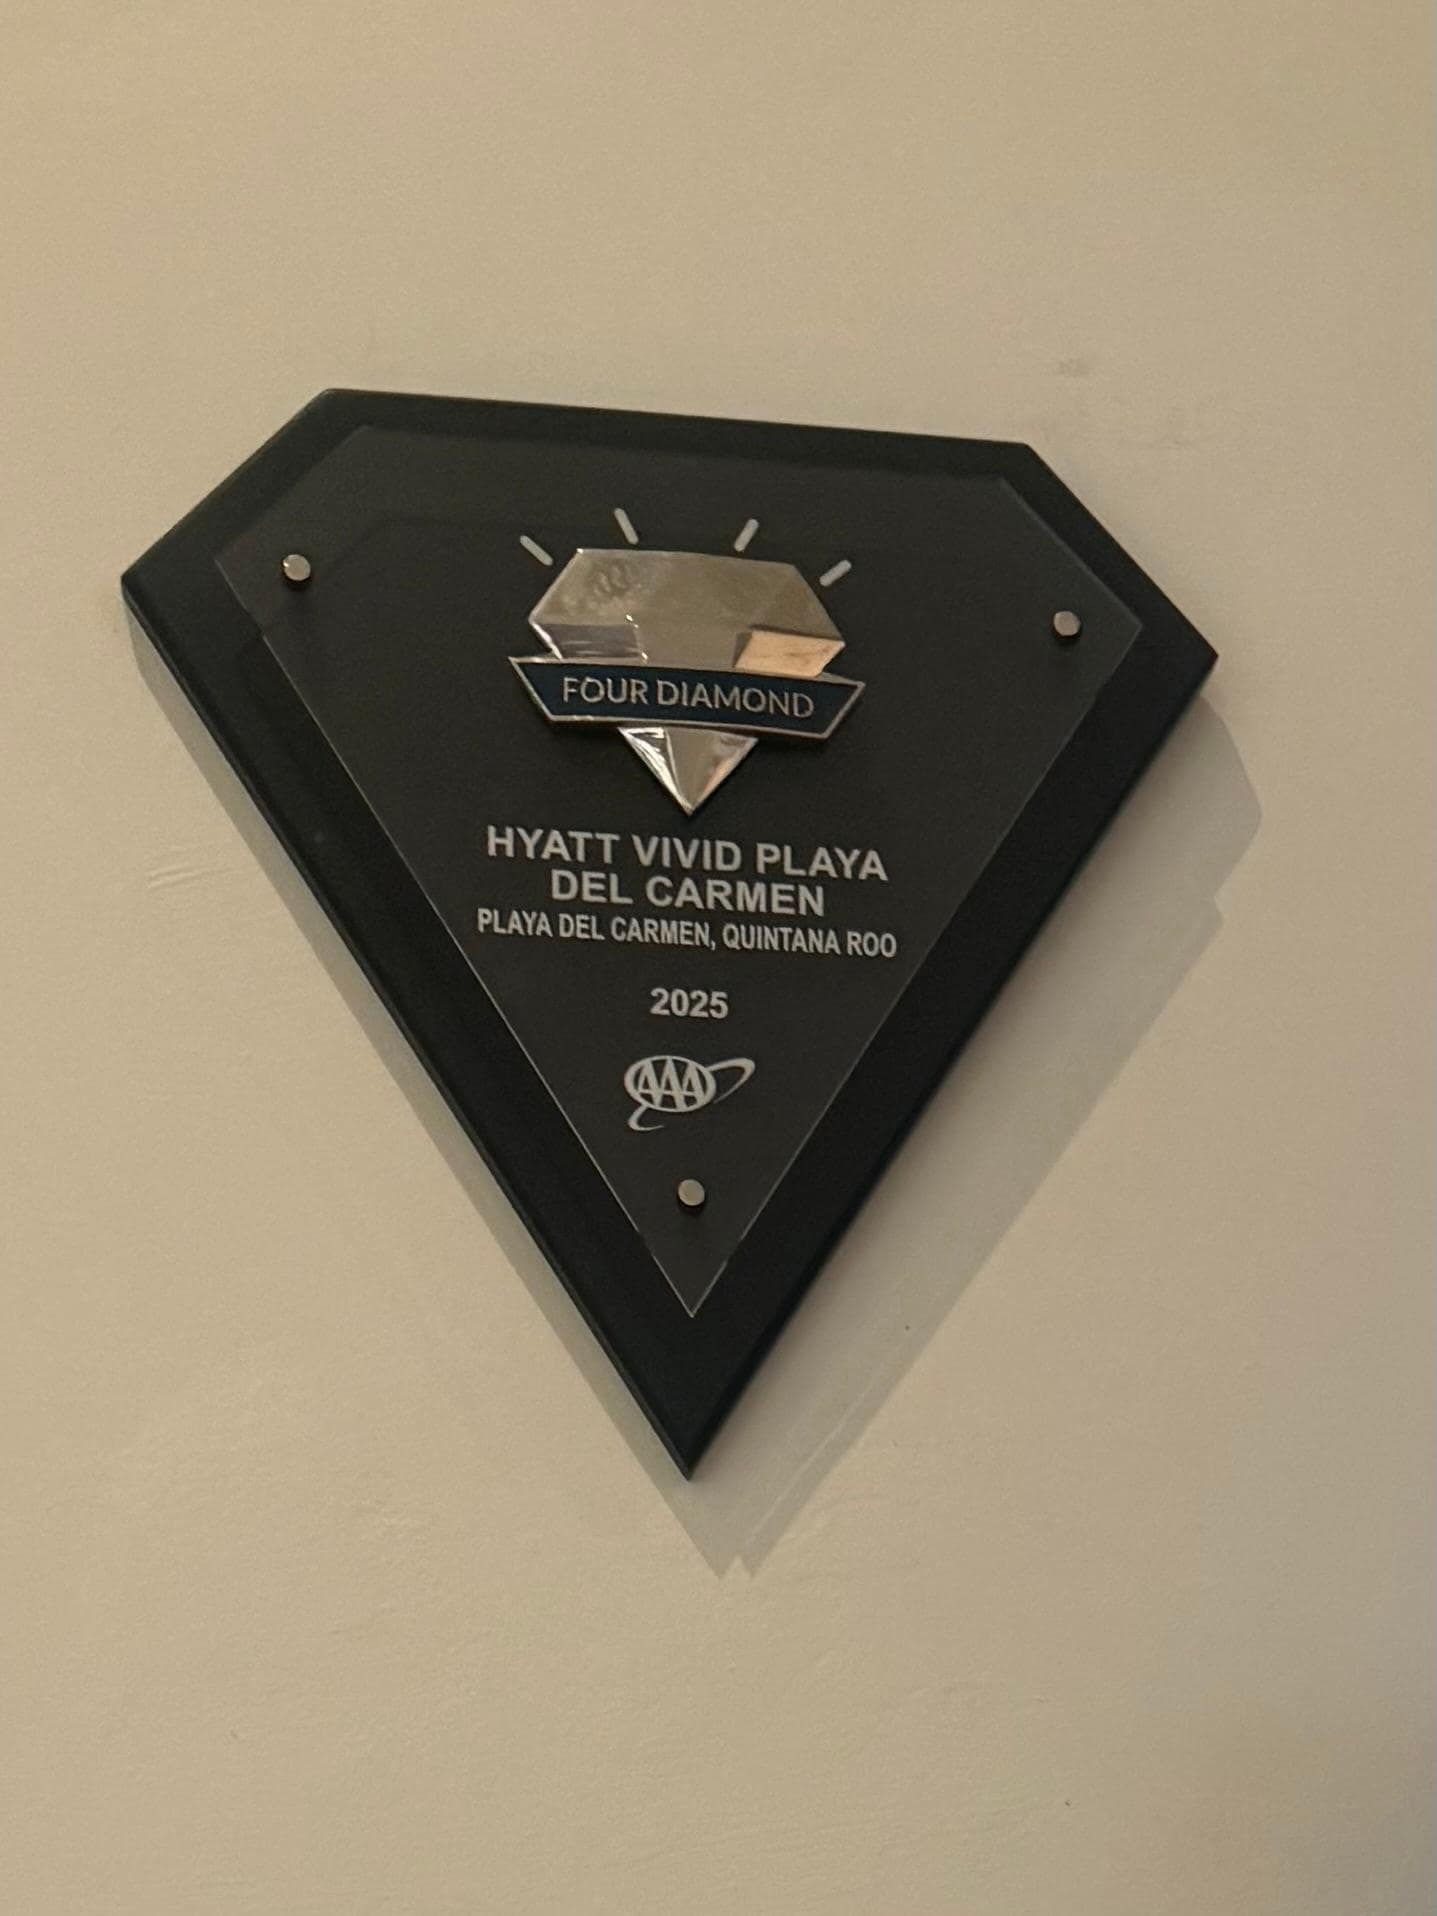 FOUR DIAMOND
HYATT VIVID PLAYA
DEL CARMEN
PLAYA DEL CARMEN, QUINTANA ROO
2025
AAA